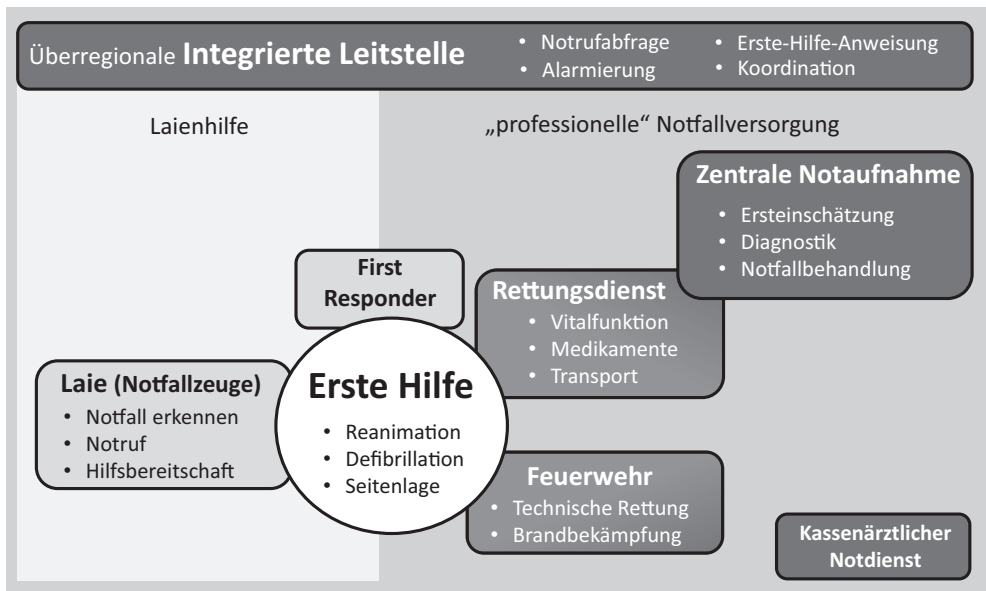 Überregionale Integrierte Leitstelle
• Notrufabfrage
• Alarmierung
• Erste-Hilfe-Anweisung
• Koordination
Laienhilfe
„professionelle“ Notfallversorgung
Zentrale Notaufnahme
• Ersteinschätzung
• Diagnostik
• Notfallbehandlung
First
Responder
Rettungsdienst
• Vitalfunktion
• Medikamente
• Transport
Laie (Notfallzeuge)
• Notfall erkennen
• Notruf
• Hilfsbereitschaft
Erste Hilfe
• Reanimation
• Defibrillation
• Seitenlage
Feuerwehr
• Technische Rettung
• Brandbekämpfung
Kassenärztlicher
Notdienst